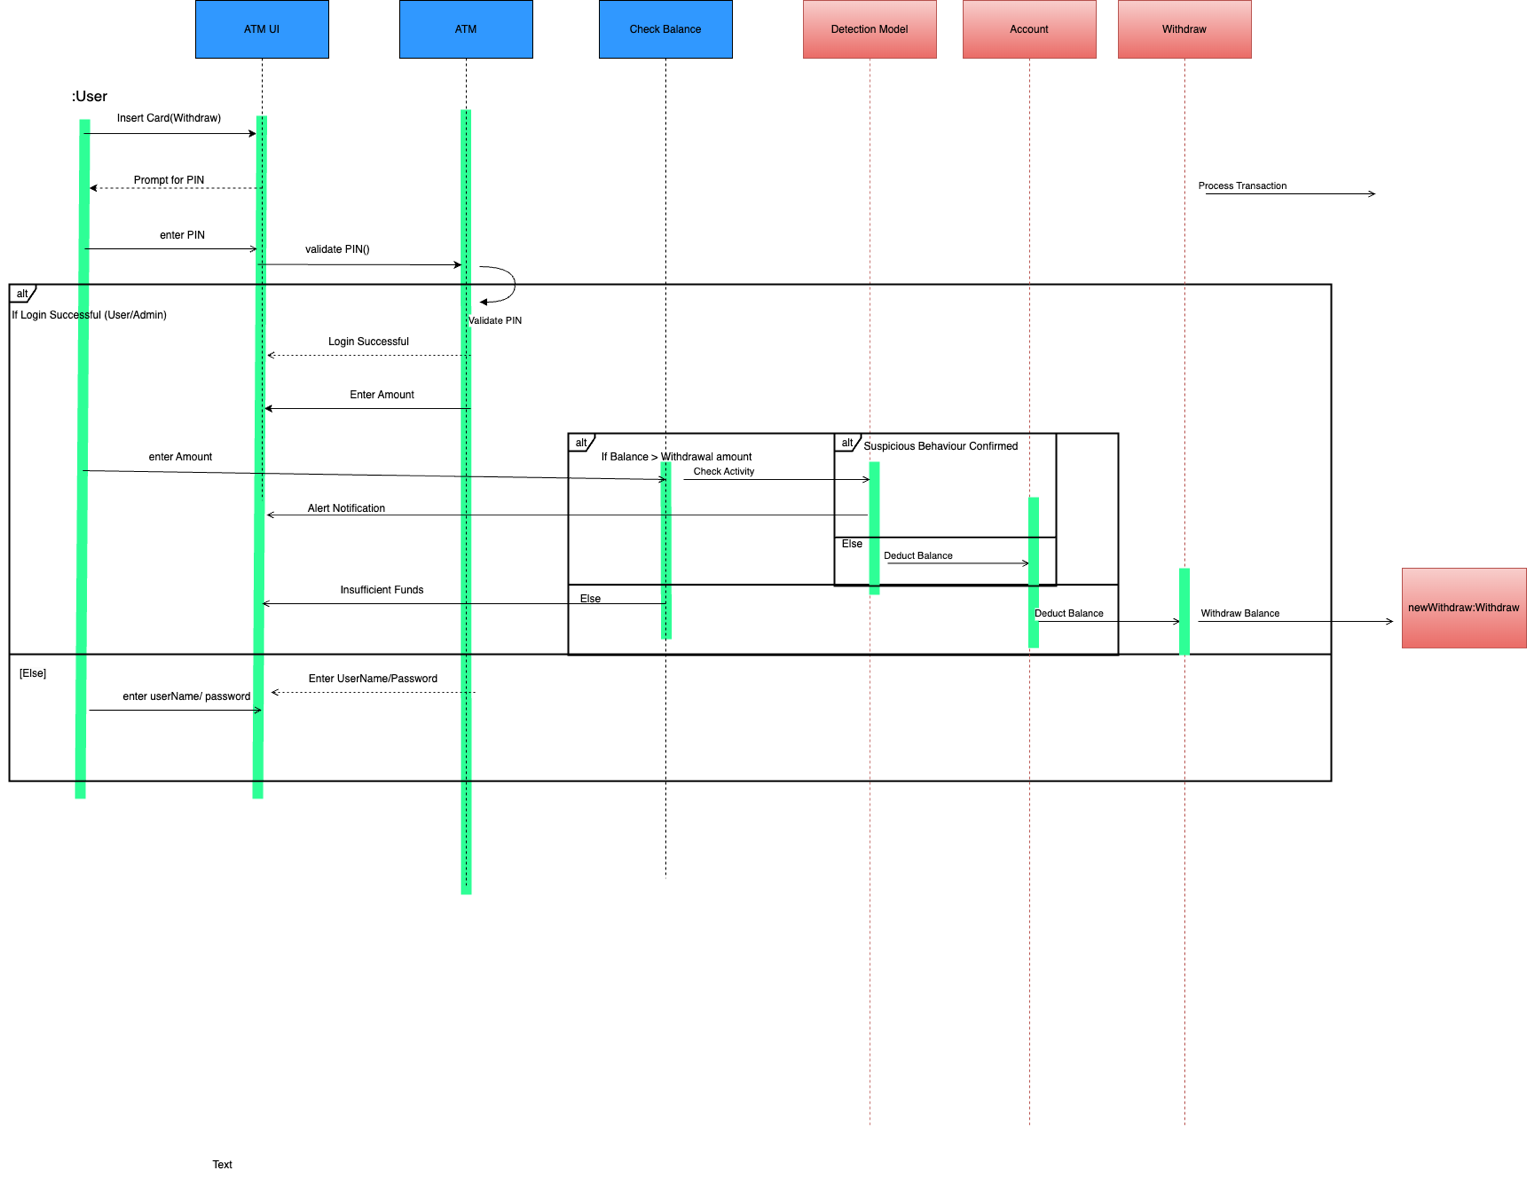 ATM UI
ATM
Check Balance
Detection Model
Account
Withdraw
:User
Insert Card(Withdraw)
Prompt for PIN
Process Transaction
enter PIN
validate PIN()
alt
If Login Successful (User/Admin)
Validate PIN
Login Successful
Enter Amount
alt
alt
Suspicious Behaviour Confirmed
enter Amount
If Balance > Withdrawal amount
Check Activity
Alert Notification
Else
Deduct Balance
Insufficient Funds
Else
Deduct Balance
Withdraw Balance
newWithdraw:Withdraw
[Else]
Enter UserName/Password
enter userName/ password
Text